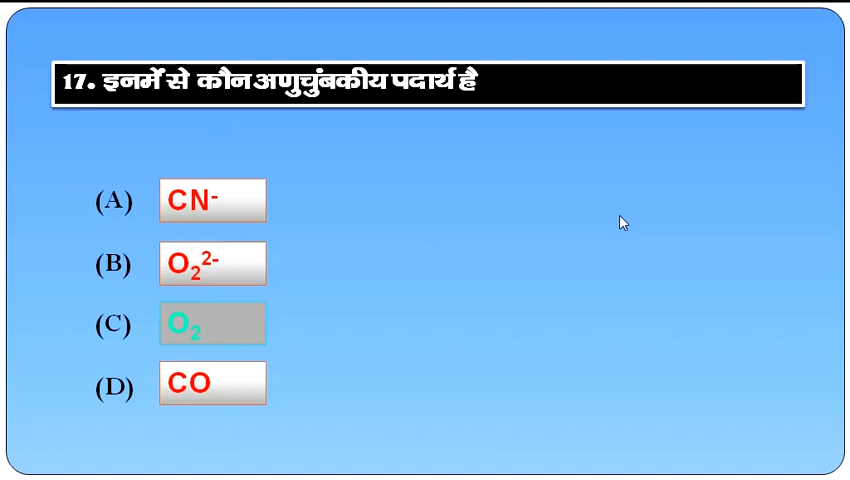 17. इनमें से कौन अणुचुंबकीय पदार्थ है
(A) CN⁻
(B) O₂²⁻
(C) O₂
(D) CO